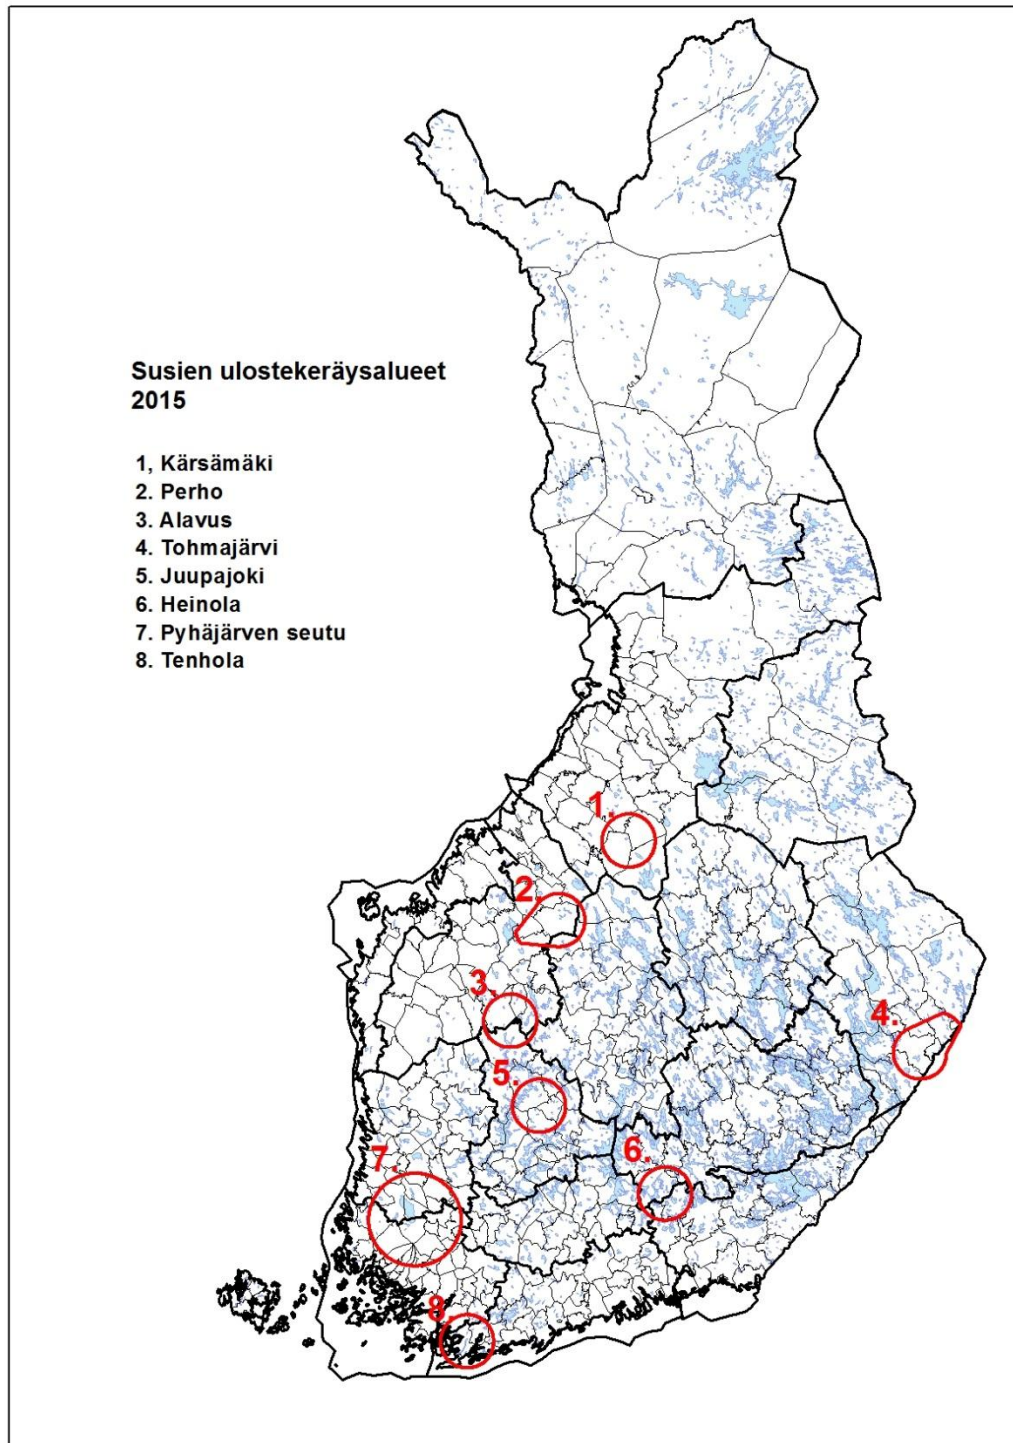 Susien ulostekeräysalueet
2015
1, Kärsämäki
2. Perho
3. Alavus
4. Tohmajärvi
5. Juupajoki
6. Heinola
7. Pyhäjärven seutu
8. Tenhola
1.
2.
3.
4.
5.
6.
7.
8.